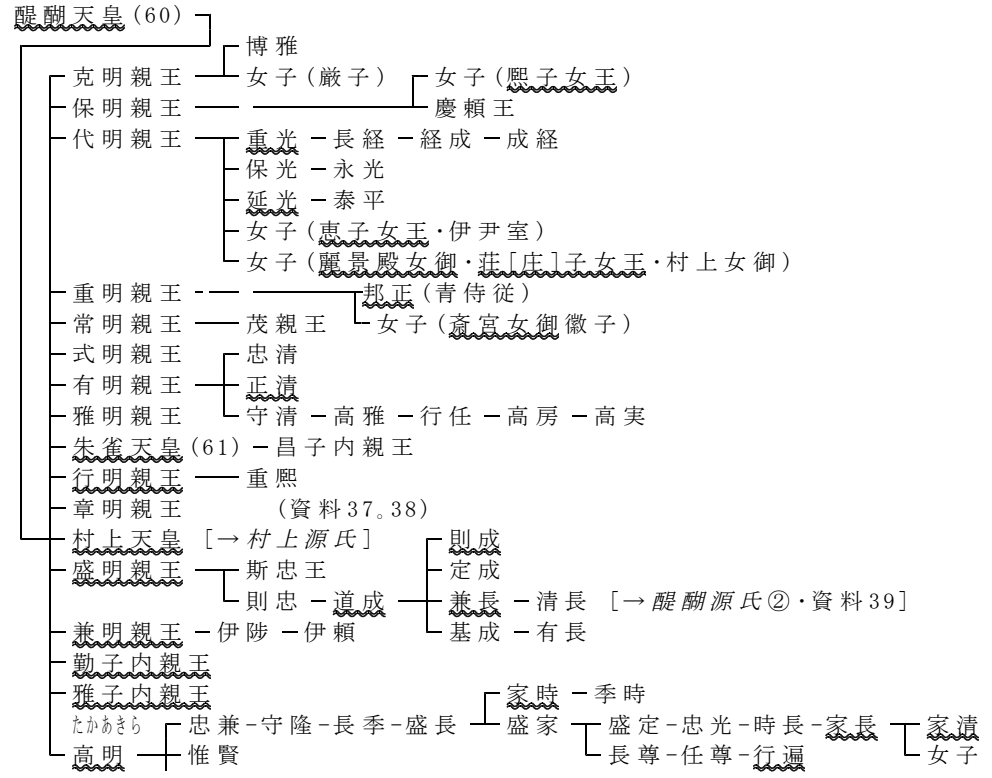 醍醐天皇(60)
博雅
克明親王 女子(厳子) 女子(熙子女王)
保明親王 慶頼王
代明親王 重光 長経 経成 成経
保光 永光
延光 泰平
女子(恵子女王・伊尹室)
女子(麗景殿女御・荘[庄]子女王・村上女御)
重明親王 邦正(青侍従)
常明親王 茂親王 女子(斎宮女御徽子)
式明親王 忠清
有明親王 正清
雅明親王 守清 高雅 行任 高房 高実
朱雀天皇(61) 昌子内親王
行明親王 重熙
章明親王 (資料37。38)
村上天皇 [→村上源氏] 則成
盛明親王 斯忠王 定成
則忠 道成 兼長 清長 [→醍醐源氏②・資料39]
兼明親王 伊陟 伊頼 基成 有長
勤子内親王
雅子内親王 家時 季時
たかあきら 忠兼-守隆-長季-盛長 盛家 盛定-忠光-時長-家長 家清
高明 惟賢 長尊-任尊-行遍 女子